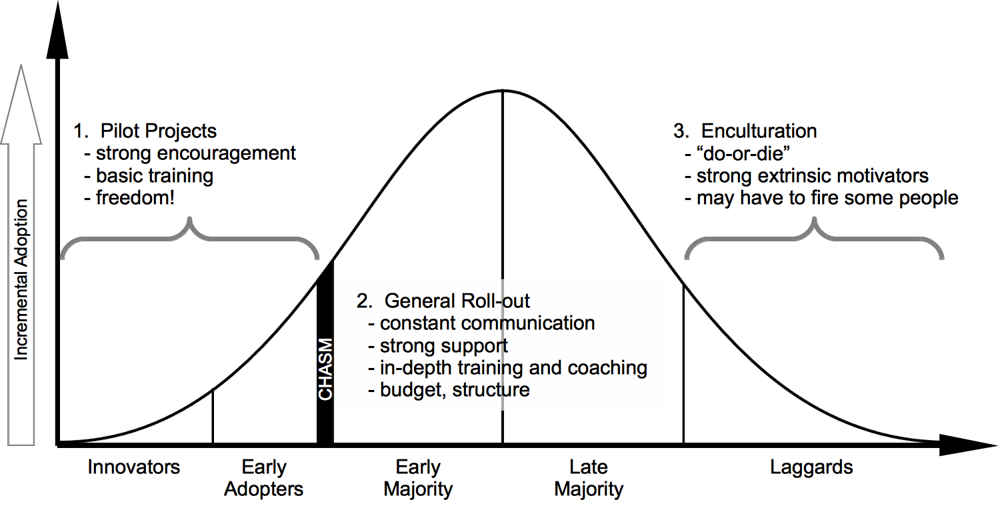 1. Pilot Projects
- strong encouragement
- basic training
- freedom!
3. Enculturation
- “do-or-die”
- strong extrinsic motivators
- may have to fire some people
Incremental Adoption
2. General Roll-out
- constant communication
- strong support
- in-depth training and coaching
- budget, structure
CHASM
Innovators
Early
Adopters
Early
Majority
Late
Majority
Laggards